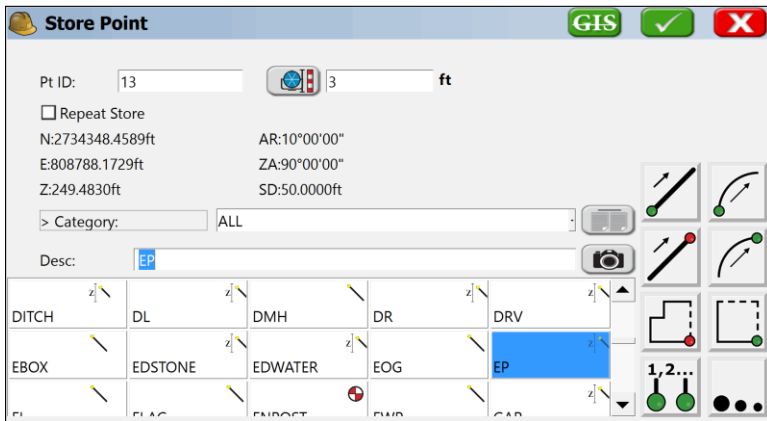 Store Point
GIS
Pt ID: 13 3 ft
Repeat Store
N:2734348.4589ft AR:10°00'00"
E:808788.1729ft ZA:90°00'00"
Z:249.4830ft SD:50.0000ft
> Category: ALL
Desc: EP
z z z z
DITCH DL DMH DR DRV
z z z
EBOX EDSTONE EDWATER EOG EP
1,2...
z